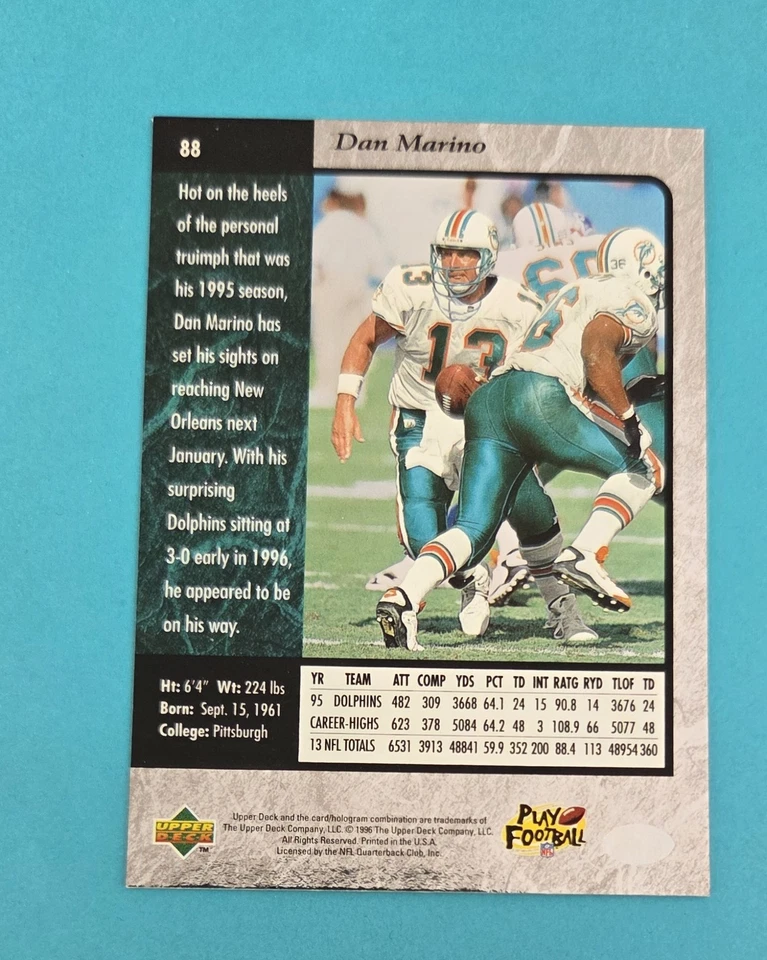 88
Dan Marino
Hot on the heels
of the personal
truimph that was
his 1995 season,
Dan Marino has
set his sights on
reaching New
Orleans next
January. With his
surprising
Dolphins sitting at
3-0 early in 1996,
he appeared to be
on his way.
13
13
36
Ht: 6'4" Wt: 224 lbs
Born: Sept. 15, 1961
College: Pittsburgh
YR TEAM ATT COMP YDS PCT TD INT RATG RYD TLOF TD
95 DOLPHINS 482 309 3668 64.1 24 15 90.8 14 3676 24
CAREER-HIGHS 623 378 5084 64.2 48 3 108.9 66 5077 48
13 NFL TOTALS 6531 3913 48841 59.9 352 200 88.4 113 48954 360
UPPER
DECK
TM
Upper Deck and the card/hologram combination are trademarks of
The Upper Deck Company, LLC. © 1996 The Upper Deck Company, LLC.
All Rights Reserved. Printed in the U.S.A.
Licensed by the NFL Quarterback Club, Inc.
PLAY
FOOTBALL
NFL